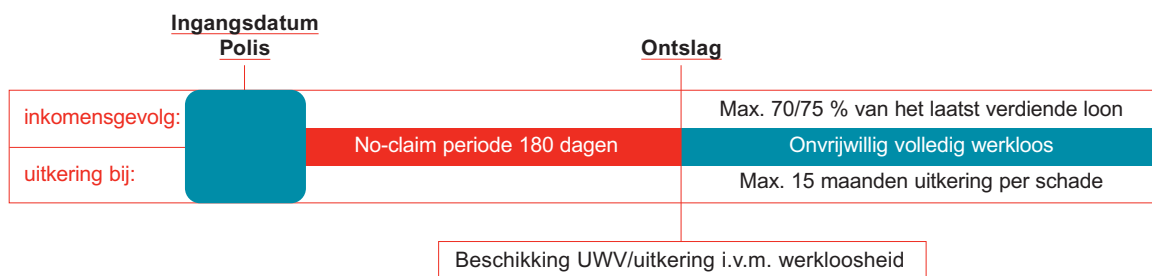 Ingangsdatum
Polis
Ontslag
inkomensgevolg:
Max. 70/75 % van het laatst verdiende loon
No-claim periode 180 dagen
Onvrijwillig volledig werkloos
uitkering bij:
Max. 15 maanden uitkering per schade
Beschikking UWV/uitkering i.v.m. werkloosheid